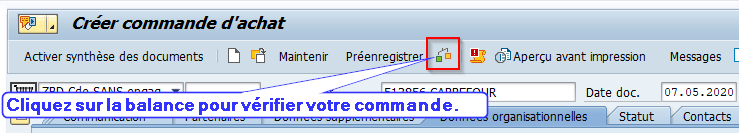 Créer commande d'achat
Activer synthèse des documents Maintenir Préenregistrer Aperçu avant impression Messages
ZBD Cde SANS engag Date doc. 07.05.2020
Cliquez sur la balance pour vérifier votre commande.
Communication Partenaires Données supplémentaires Données organisationnelles Statut Contacts